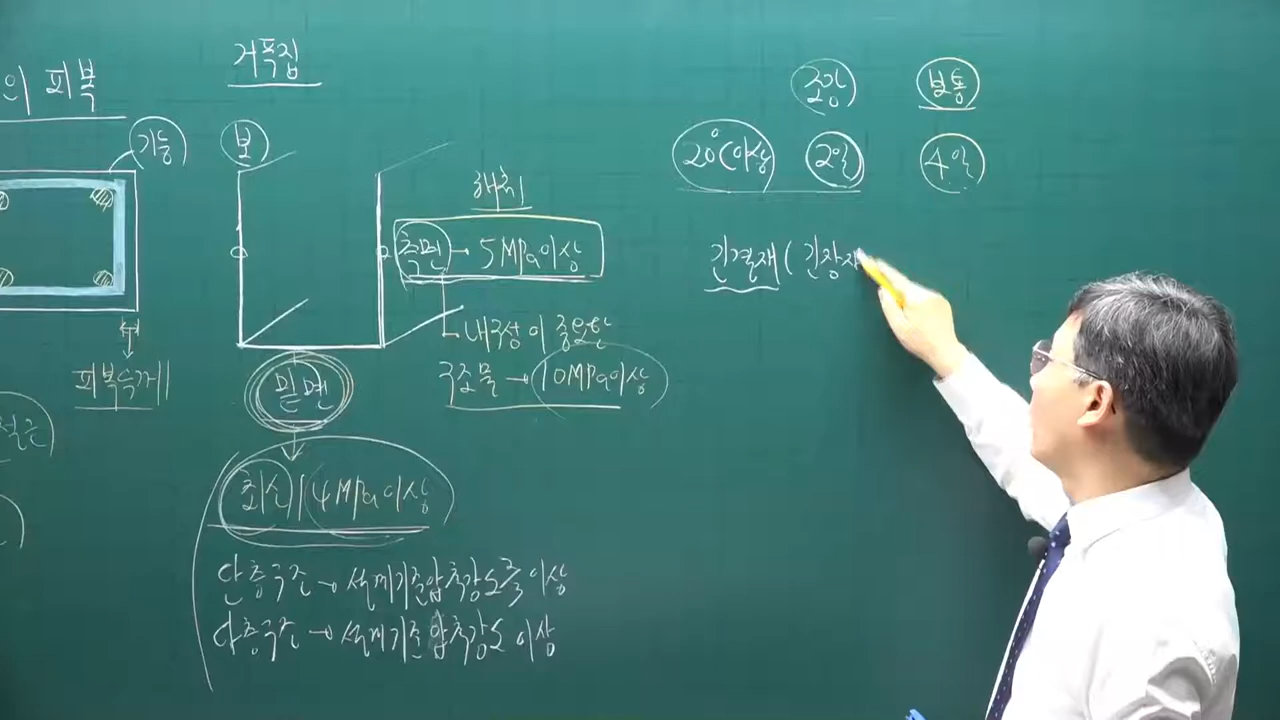 의 피복
기둥
피복두께
거푸집
보
해체
측면 → 5MPa이상
내구성이 중요한
구조물 → 10MPa이상
밑면
최소 14MPa이상
단층구조 → 설계기준압축강도⅔이상
다층구조 → 설계기준압축강도 이상
조강 보통
20℃이상 2일 4일
간결재 ( 긴장재